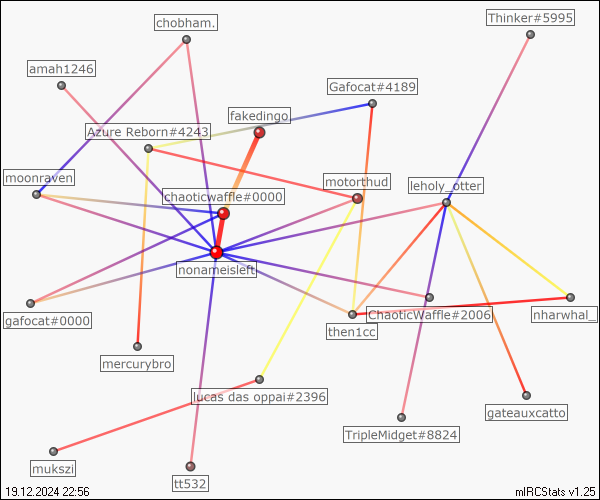 chobham.
Thinker#5995
amah1246
Gafocat#4189
fakedingo.
Azure Reborn#4243
moonraven
motorthud
leholy_otter
chaoticwaffle#0000
nonameisleft
gafocat#0000
ChaoticWaffle#2006
nharwhal_
then1cc
mercurybro
lucas das oppai#2396
gateauxcatto
TripleMidget#8824
mukszi
tt532
19.12.2024 22:56
mIRCStats v1.25